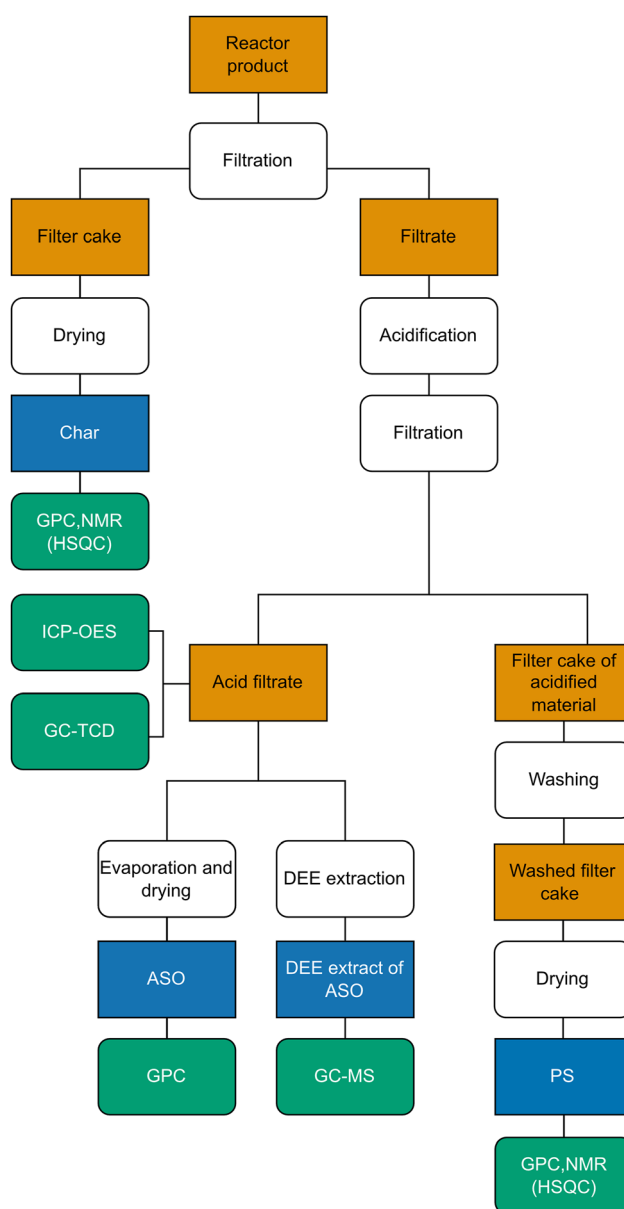 Reactor
product
Filtration
Filter cake
Filtrate
Drying
Acidification
Char
Filtration
GPC,NMR
(HSQC)
ICP-OES
GC-TCD
Acid filtrate
Filter cake of
acidified
material
Washing
Evaporation and
drying
DEE extraction
Washed filter
cake
ASO
DEE extract of
ASO
Drying
GPC
GC-MS
PS
GPC,NMR
(HSQC)